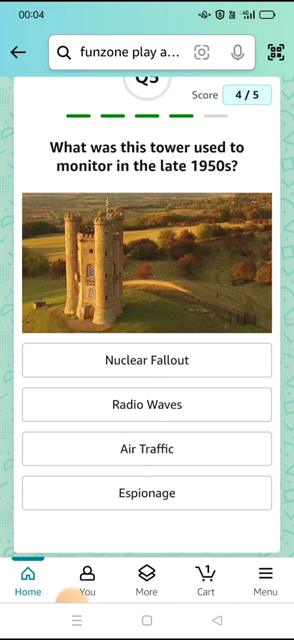 00:04
funzone play a...
Q5
Score 4 / 5
What was this tower used to
monitor in the late 1950s?
Nuclear Fallout
Radio Waves
Air Traffic
Espionage
1
Home You More Cart Menu